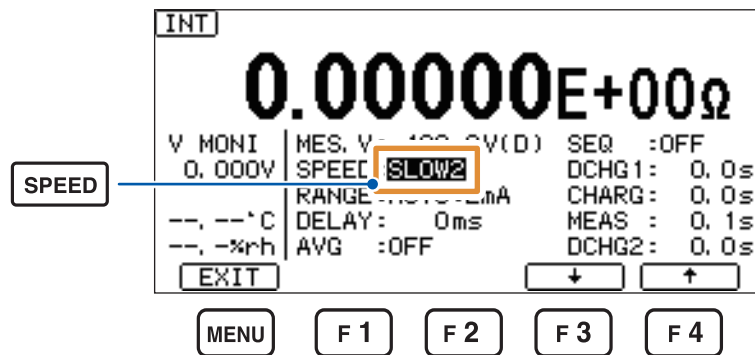 INT
0.00000E+00Ω
V MONI MES.V: V(D) SEQ :OFF
SPEED 0.000V SPEED:SLOW2 DCHG1: 0.0s
RANGE: mA CHARG: 0.0s
--.--°C DELAY: 0ms MEAS : 0.1s
--.-%rh AVG :OFF DCHG2: 0.0s
EXIT ↓ ↑
MENU F 1 F 2 F 3 F 4